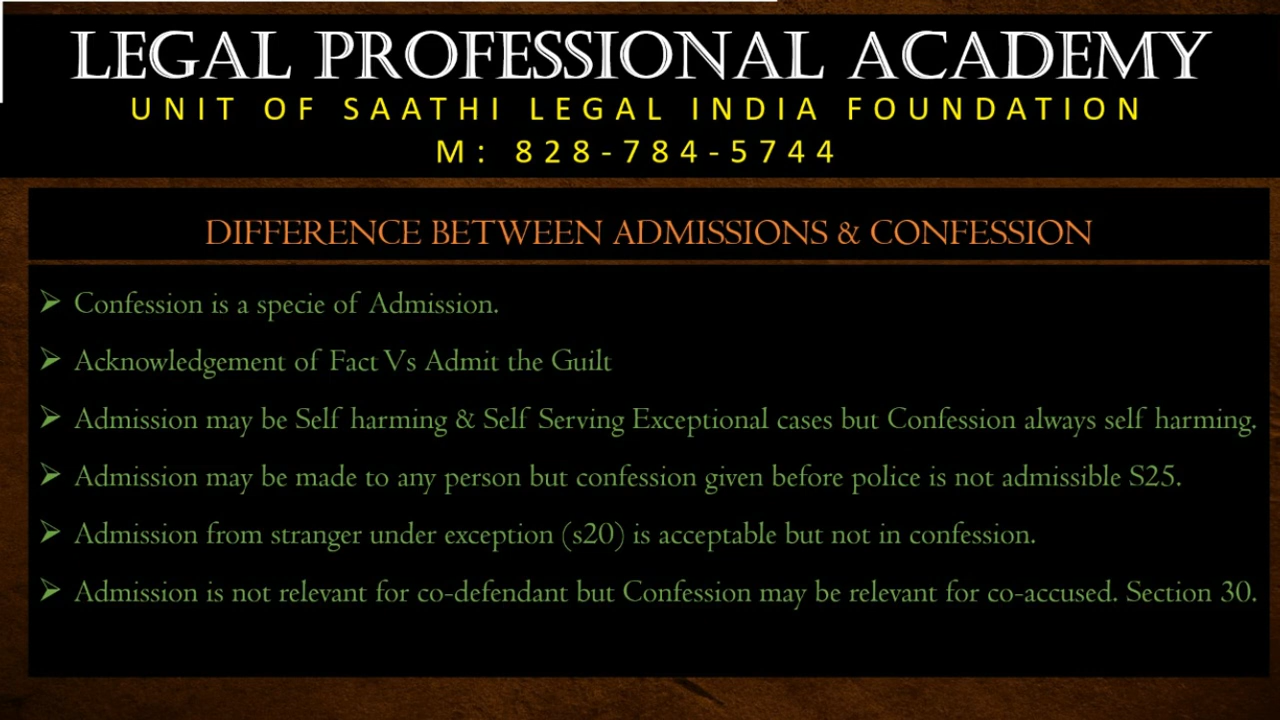 LEGAL PROFESSIONAL ACADEMY
UNIT OF SAATHI LEGAL INDIA FOUNDATION
M: 828-784-5744
DIFFERENCE BETWEEN ADMISSIONS & CONFESSION
Confession is a specie of Admission.
Acknowledgement of Fact Vs Admit the Guilt
Admission may be Self harming & Self Serving Exceptional cases but Confession always self harming.
Admission may be made to any person but confession given before police is not admissible S25.
Admission from stranger under exception (s20) is acceptable but not in confession.
Admission is not relevant for co-defendant but Confession may be relevant for co-accused. Section 30.